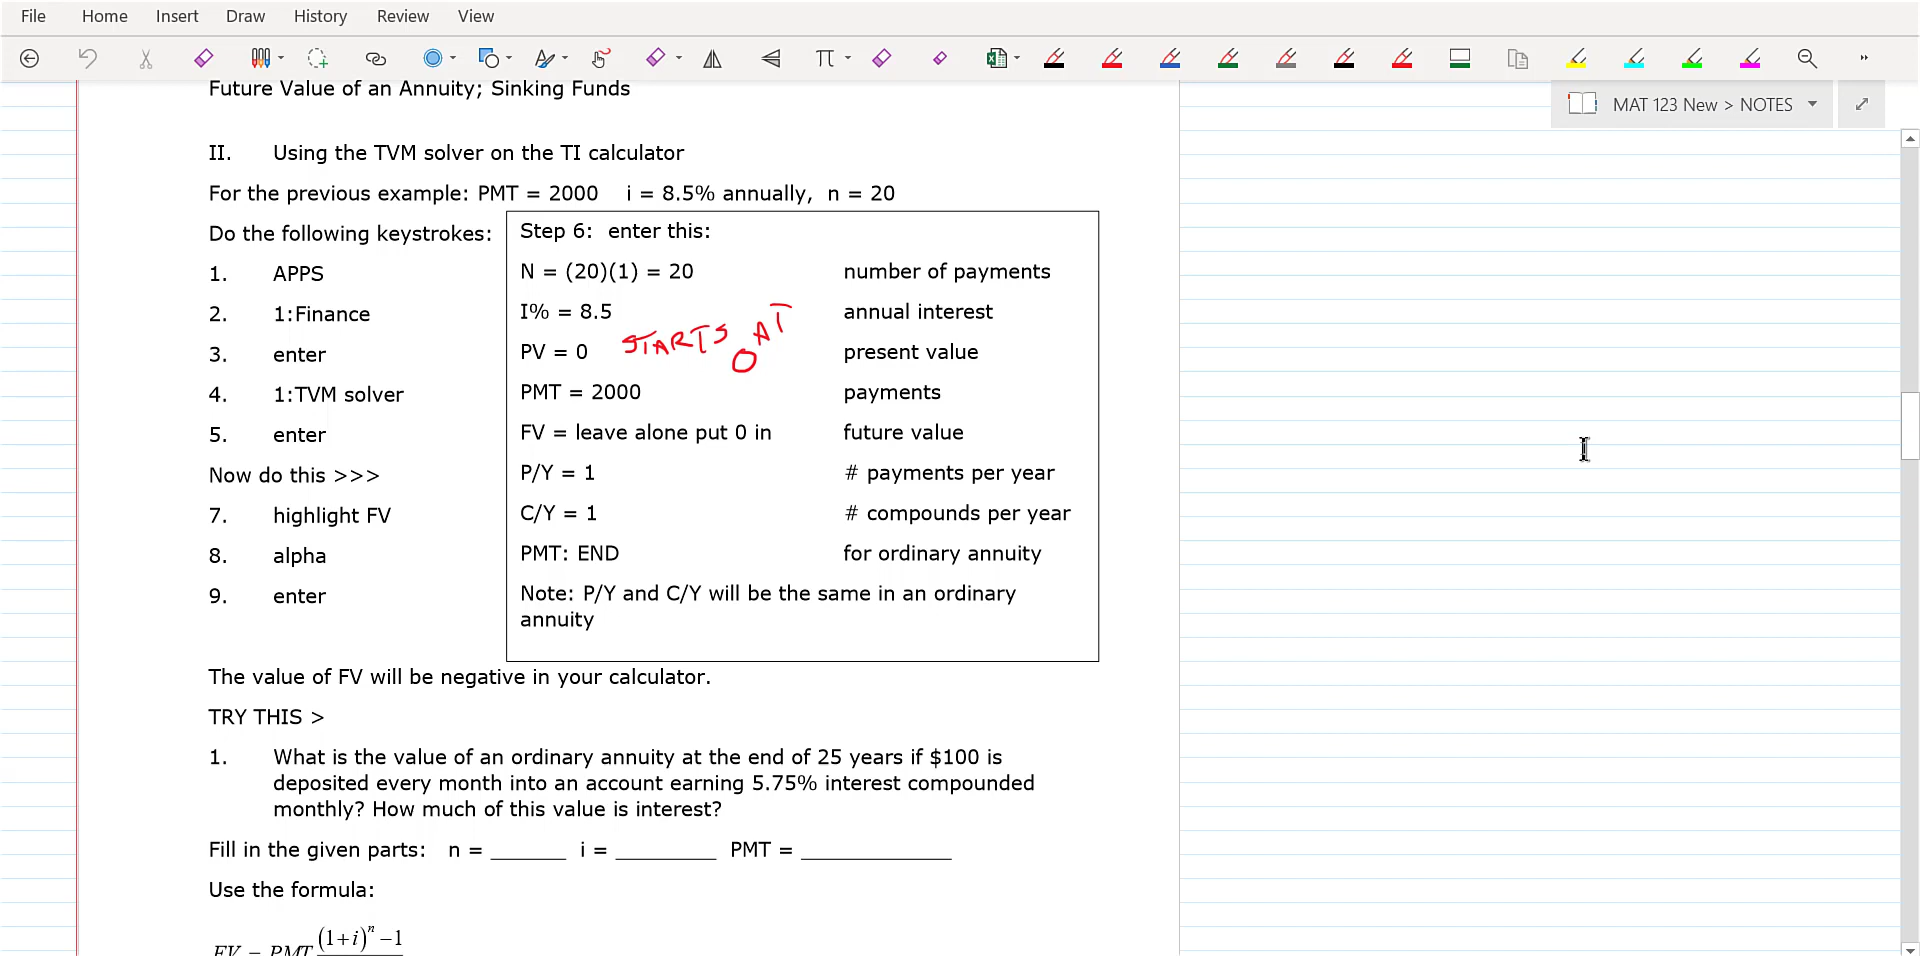 File Home Insert Draw History Review View
MAT 123 New > NOTES
Future Value of an Annuity; Sinking Funds
II. Using the TVM solver on the TI calculator
For the previous example: PMT = 2000 i = 8.5% annually, n = 20
Do the following keystrokes:
1. APPS
2. 1:Finance
3. enter
4. 1:TVM solver
5. enter
Now do this >>>
7. highlight FV
8. alpha
9. enter
Step 6: enter this:
N = (20)(1) = 20 number of payments
I% = 8.5 annual interest
PV = 0 STARTS AT 0 present value
PMT = 2000 payments
FV = leave alone put 0 in future value
P/Y = 1 # payments per year
C/Y = 1 # compounds per year
PMT: END for ordinary annuity
Note: P/Y and C/Y will be the same in an ordinary
annuity
The value of FV will be negative in your calculator.
TRY THIS >
1. What is the value of an ordinary annuity at the end of 25 years if $100 is
deposited every month into an account earning 5.75% interest compounded
monthly? How much of this value is interest?
Fill in the given parts: n = ______ i = ________ PMT = ____________
Use the formula:
FV = PMT (1+i)^n −1